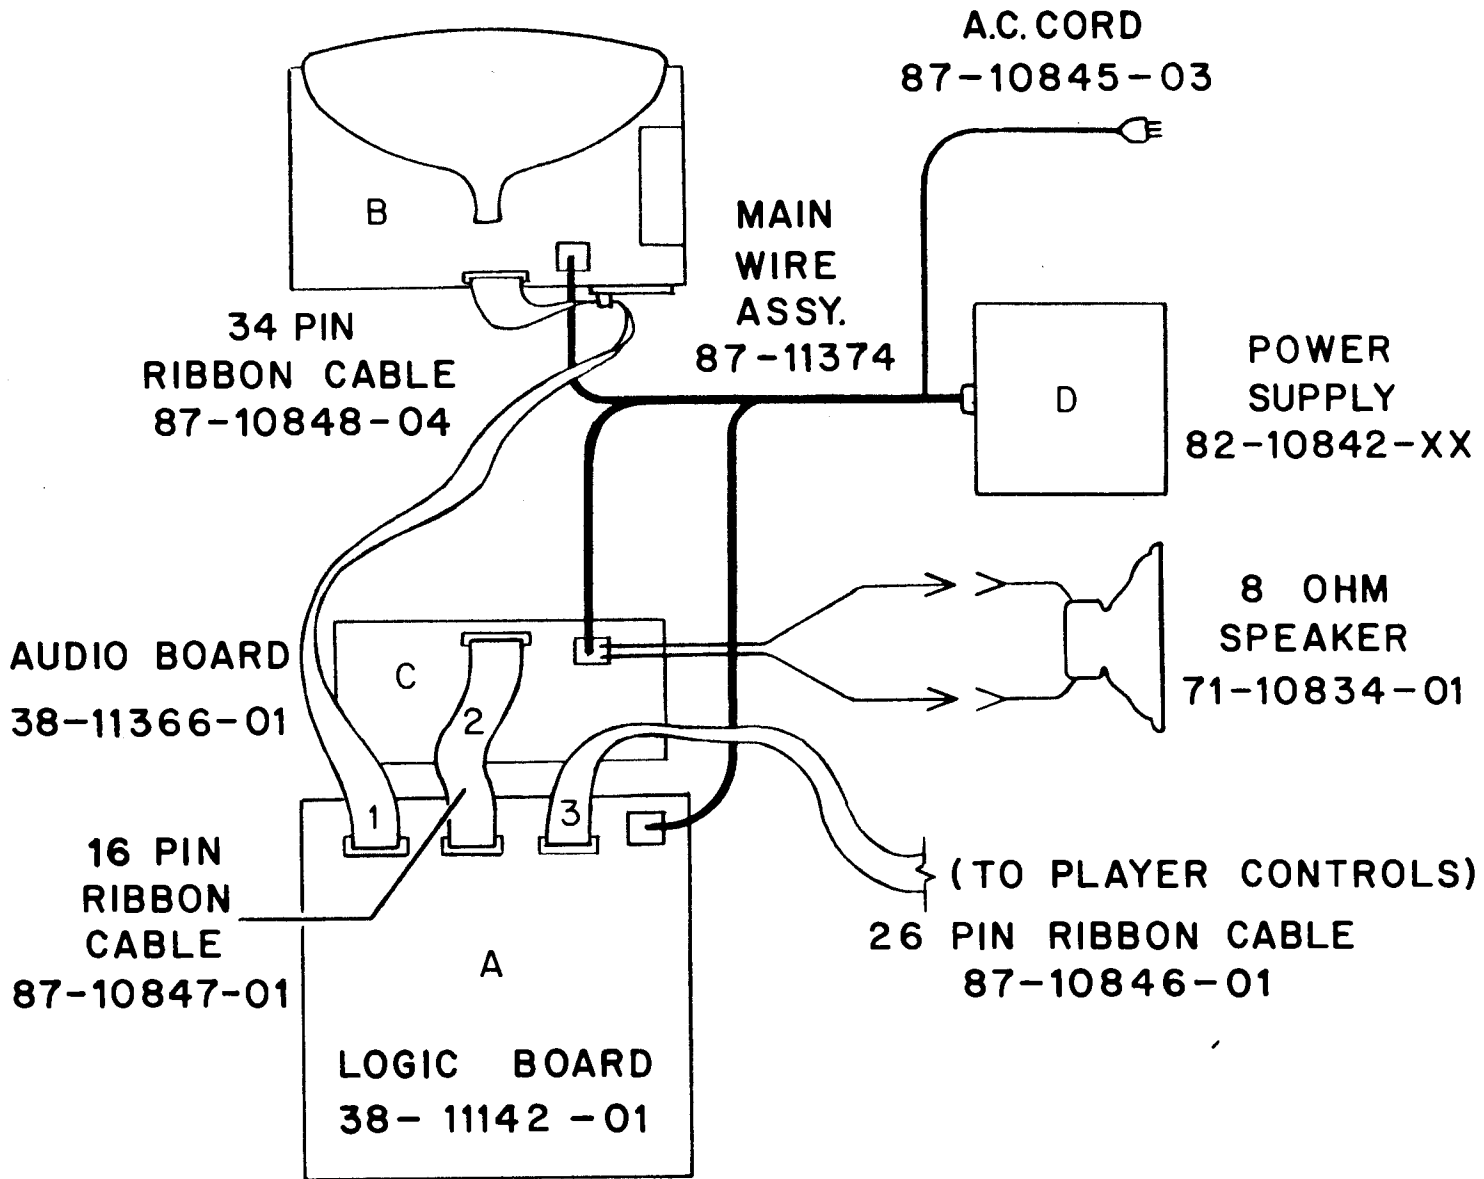 A.C. CORD
87-10845-03
B
MAIN
WIRE
ASSY.
87-11374
34 PIN
RIBBON CABLE
87-10848-04
D
POWER
SUPPLY
82-10842-XX
8 OHM
SPEAKER
71-10834-01
AUDIO BOARD
38-11366-01
C
2
1
3
16 PIN
RIBBON
CABLE
87-10847-01
(TO PLAYER CONTROLS)
26 PIN RIBBON CABLE
87-10846-01
A
LOGIC BOARD
38- 11142 -01